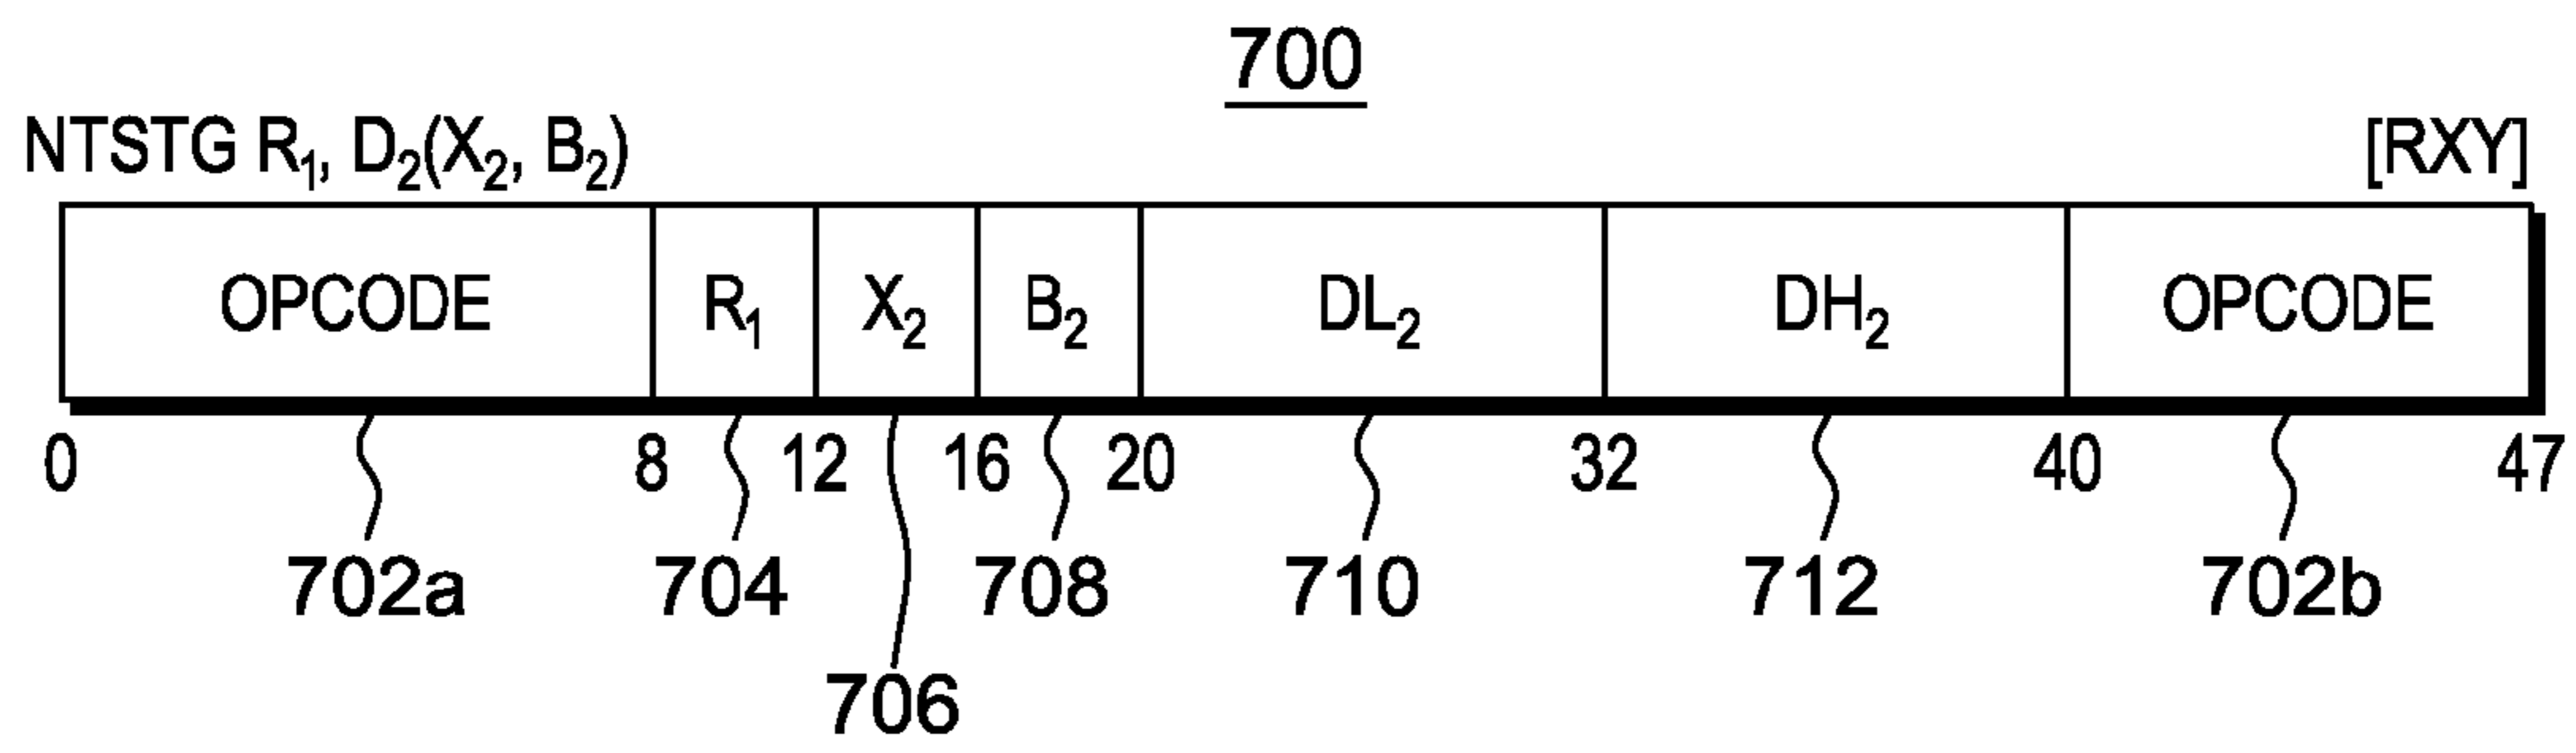 700
NTSTG R₁, D₂(X₂, B₂) [RXY]
OPCODE R₁ X₂ B₂ DL₂ DH₂ OPCODE
0 8 12 16 20 32 40 47
702a 704 708 710 712 702b
706